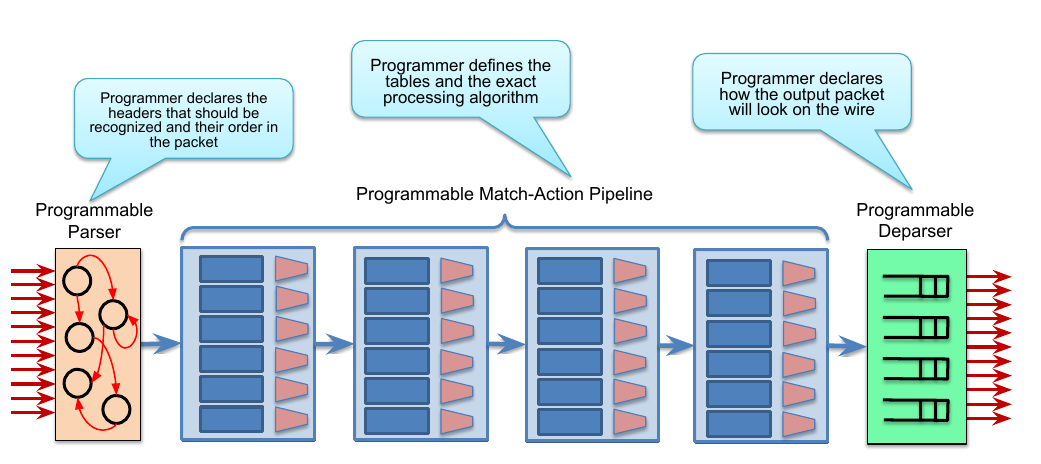 Programmer declares the
headers that should be
recognized and their order in
the packet
Programmer defines the
tables and the exact
processing algorithm
Programmer declares
how the output packet
will look on the wire
Programmable
Parser
Programmable Match-Action Pipeline
Programmable
Deparser